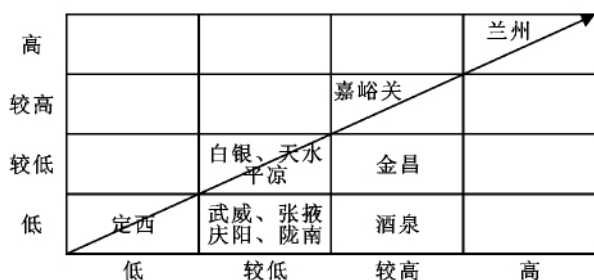 高
兰州
较高
嘉峪关
较低
白银、天水
平凉
金昌
低
定西
武威、张掖
庆阳、陇南
酒泉
低
较低
较高
高